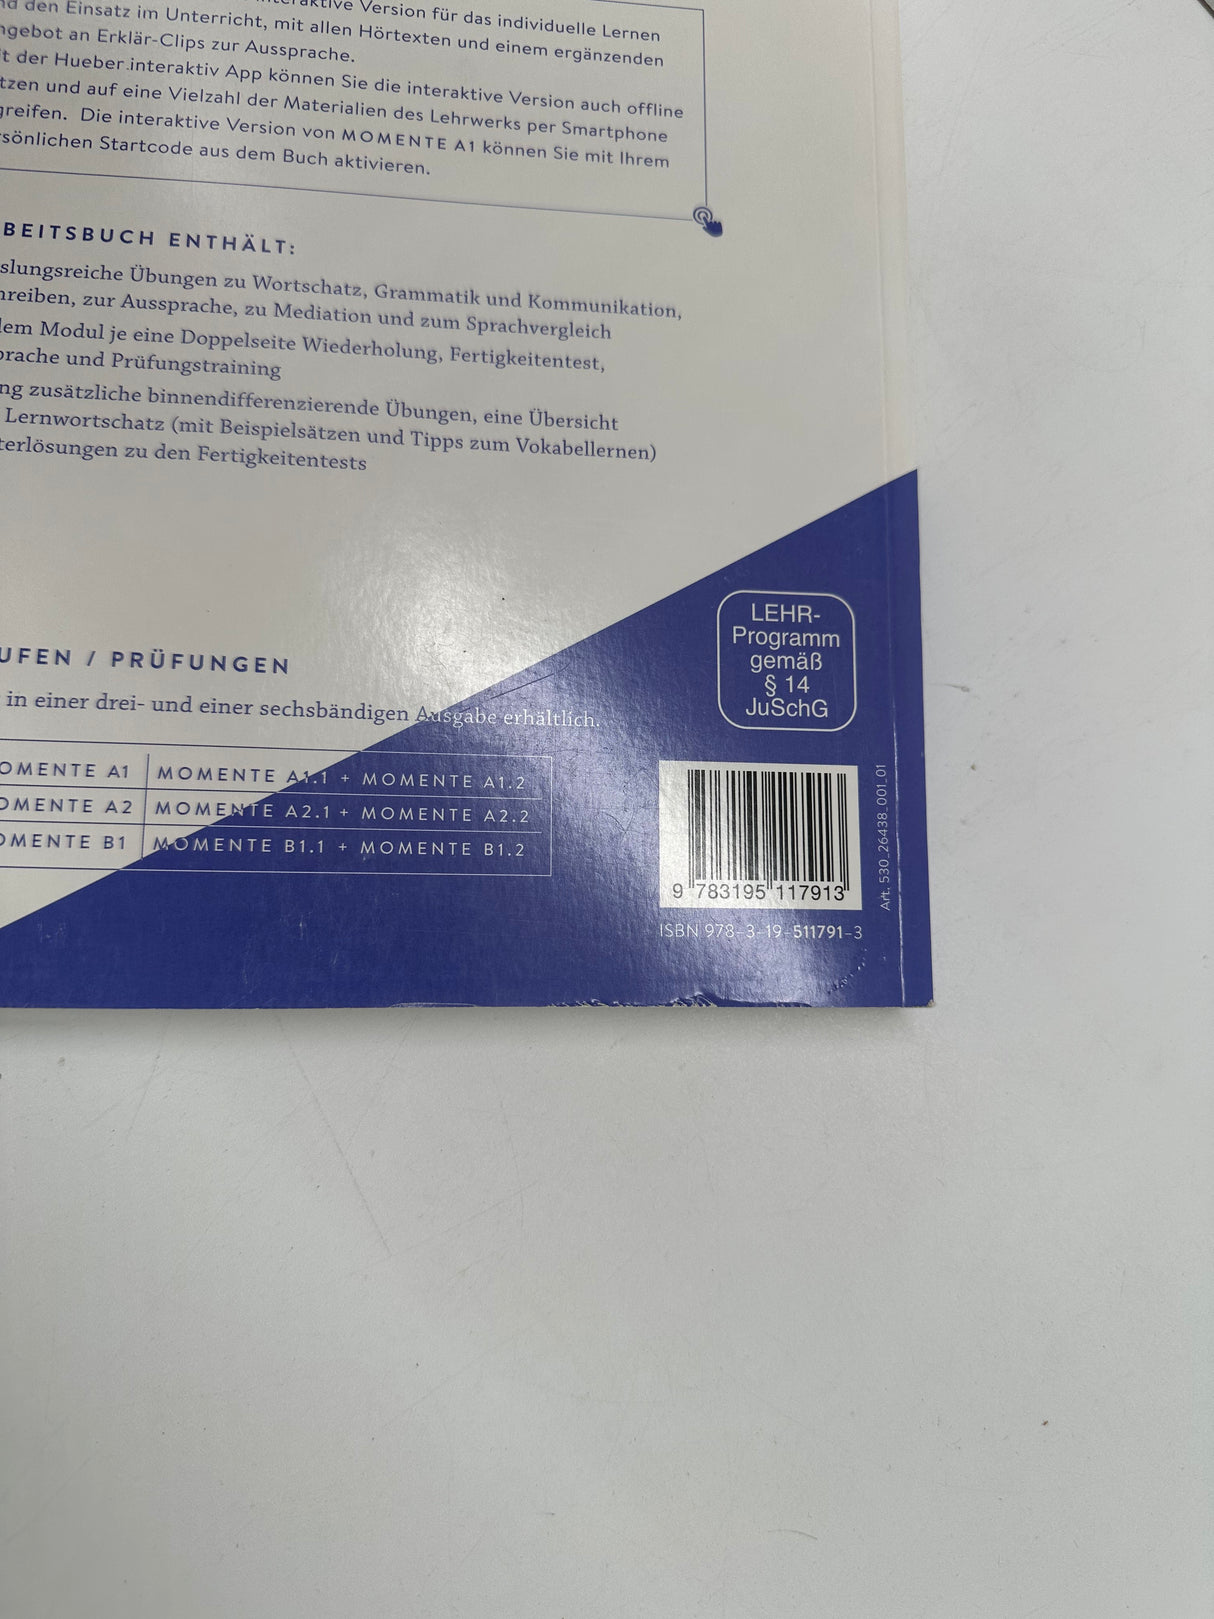 Version für das individuelle Lernen
den Einsatz im Unterricht, mit allen Hörtexten und einem ergänzenden
ngebot an Erklär-Clips zur Aussprache.
t der Hueber interaktiv App können Sie die interaktive Version auch offline
tzen und auf eine Vielzahl der Materialien des Lehrwerks per Smartphone
greifen. Die interaktive Version von MOMENTE A1 können Sie mit Ihrem
rsönlichen Startcode aus dem Buch aktivieren.
BEITSBUCH ENTHÄLT:
slungsreiche Übungen zu Wortschatz, Grammatik und Kommunikation,
hreiben, zur Aussprache, zu Mediation und zum Sprachvergleich
dem Modul je eine Doppelseite Wiederholung, Fertigkeitentest,
prache und Prüfungstraining
ng zusätzliche binnendifferenzierende Übungen, eine Übersicht
Lernwortschatz (mit Beispielsätzen und Tipps zum Vokabellernen)
terlösungen zu den Fertigkeitentests
UFEN / PRÜFUNGEN
in einer drei- und einer sechsbändigen Ausgabe erhältlich.
OMENTE A1 MOMENTE A1.1 + MOMENTE A1.2
OMENTE A2 MOMENTE A2.1 + MOMENTE A2.2
OMENTE B1 MOMENTE B1.1 + MOMENTE B1.2
LEHR-
Programm
gemäß
§ 14
JuSchG
9 783195 117913
ISBN 978-3-19-511791-3
Art. 530_26438_001_01